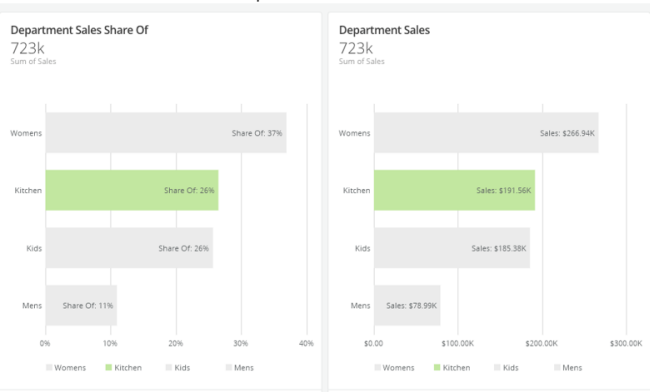 Department Sales Share Of
723k
Sum of Sales
Womens
Share Of: 37%
Kitchen
Share Of: 26%
Kids
Share Of: 26%
Mens
Share Of: 11%
0% 10% 20% 30% 40%
Womens Kitchen Kids Mens
Department Sales
723k
Sum of Sales
Womens
Sales: $266.94K
Kitchen
Sales: $191.56K
Kids
Sales: $185.38K
Mens
Sales: $78.99K
$0.00 $100.00K $200.00K $300.00K
Womens Kitchen Kids Mens